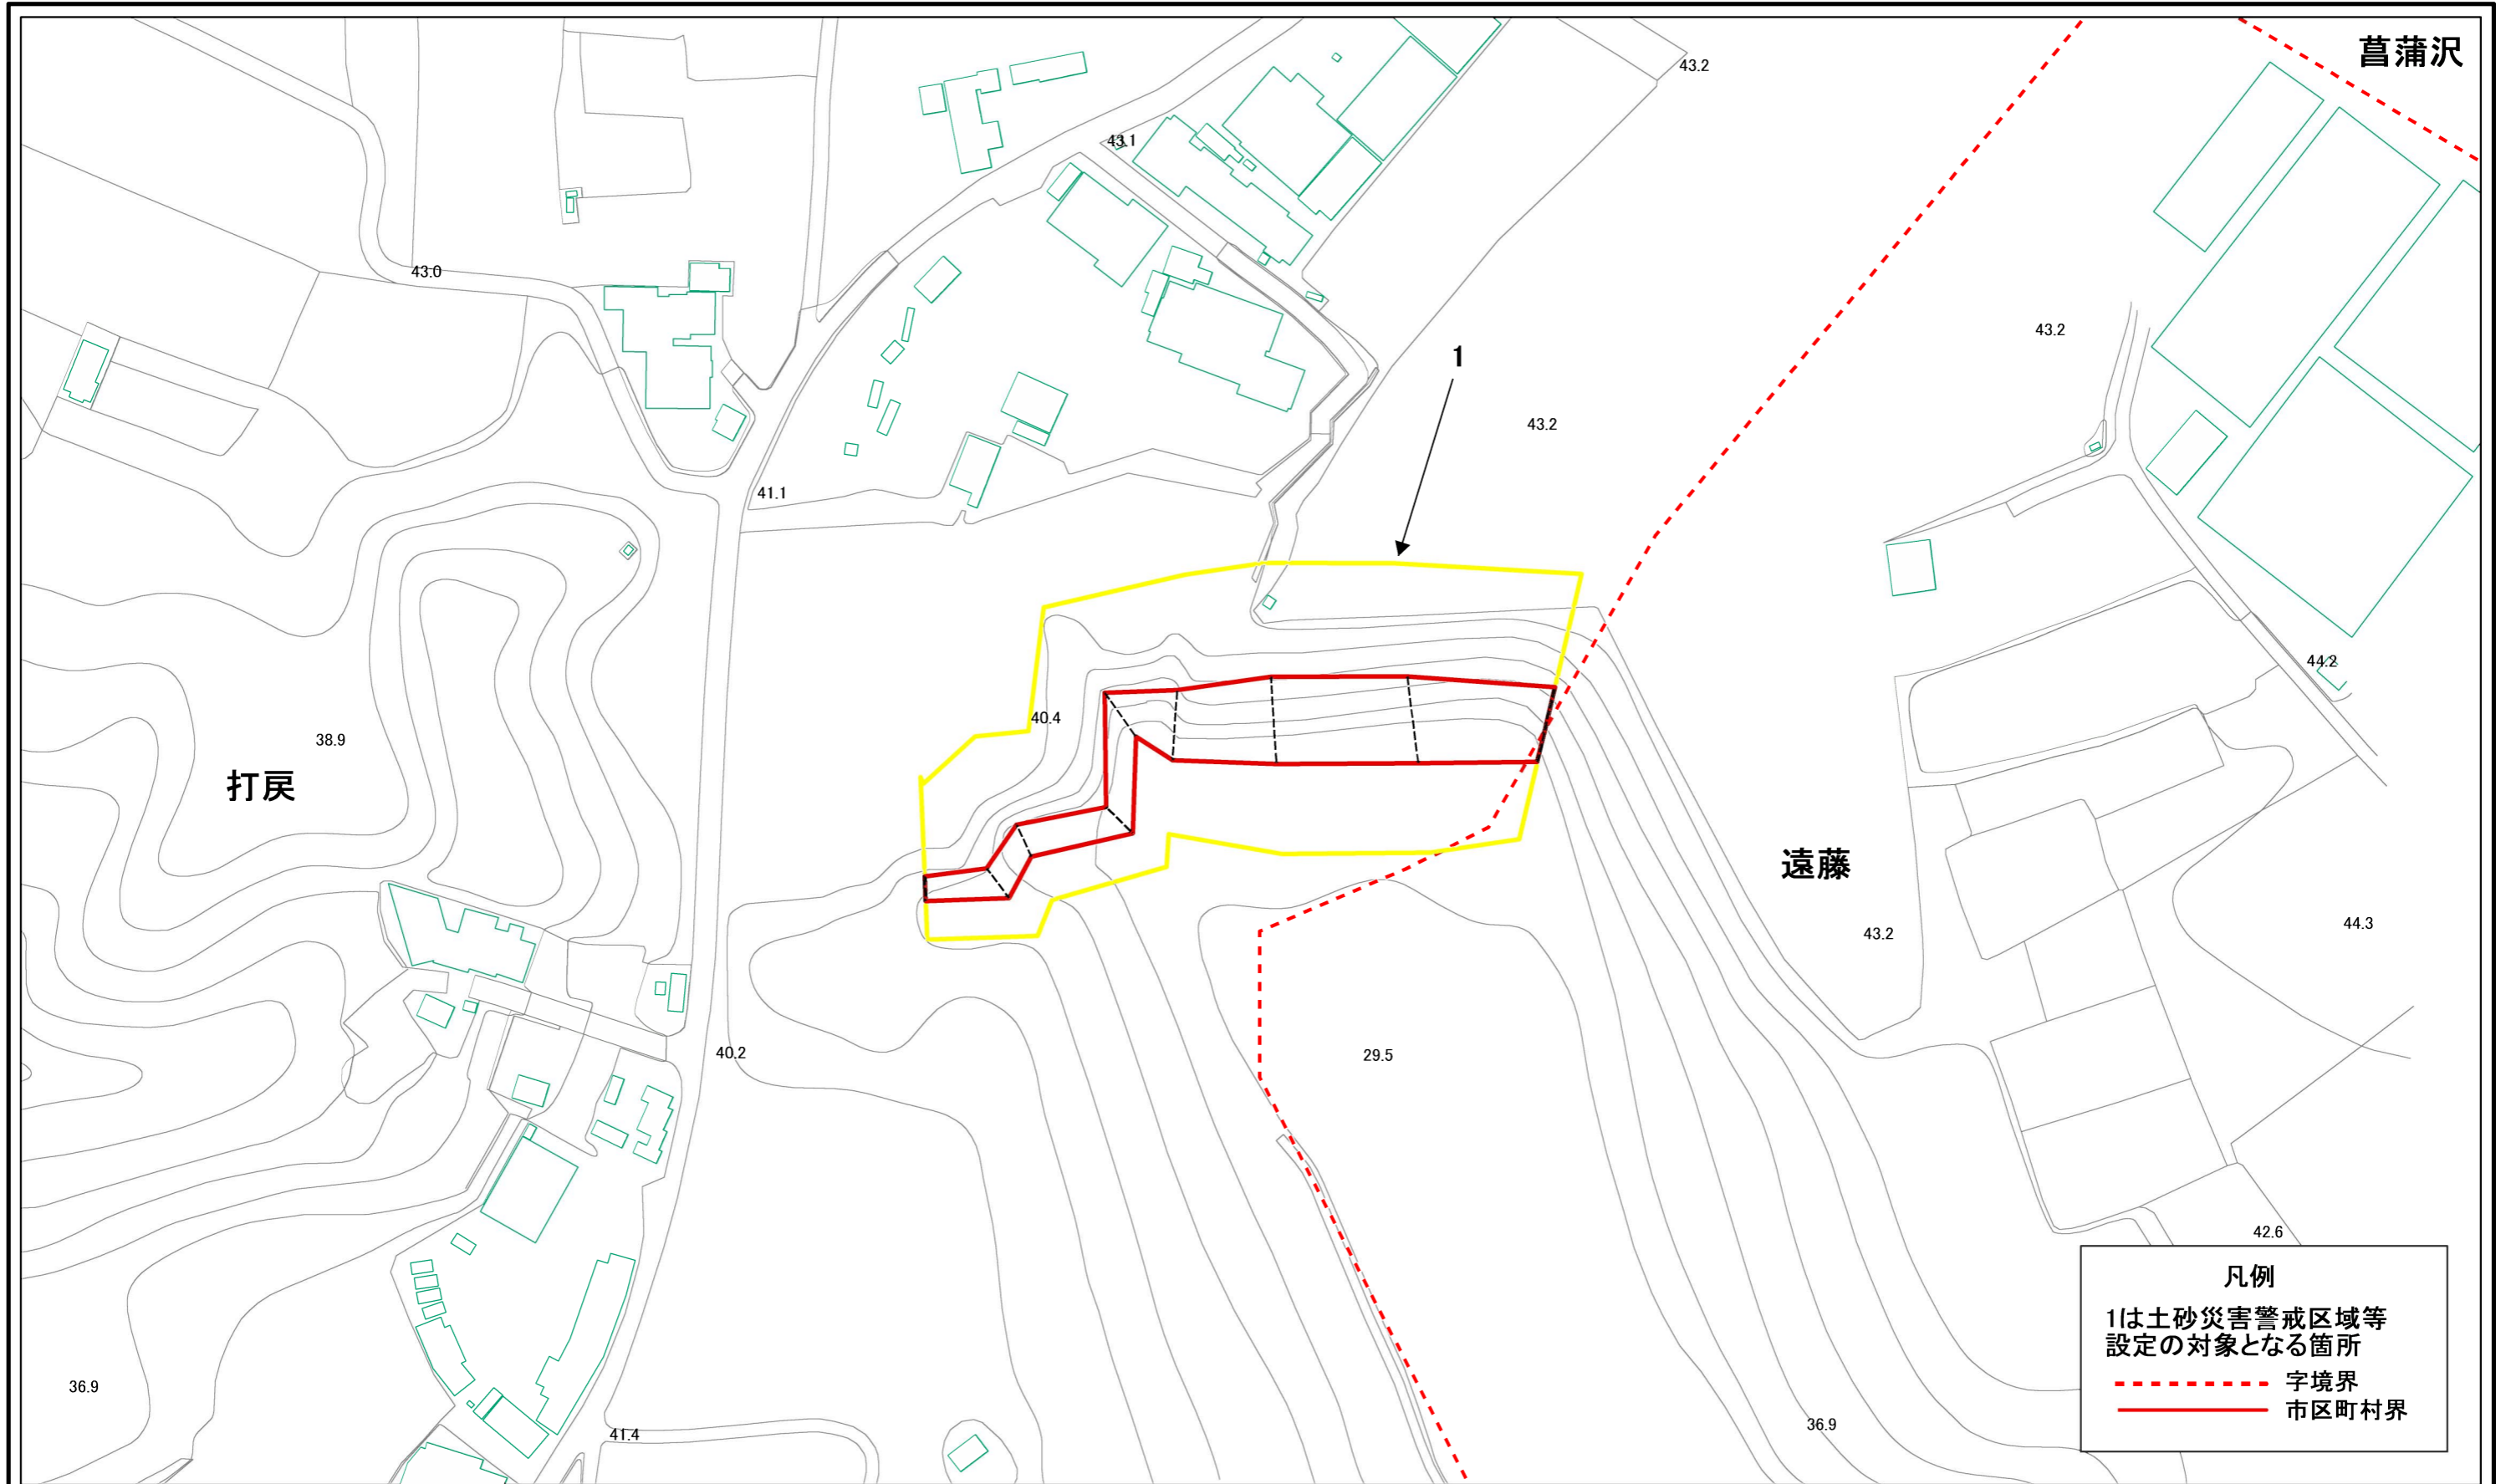 菖蒲沢
43.2
43.1
43.0
43.2
1
43.2
41.1
44.2
40.4
38.9
打戻
遠藤
44.3
43.2
40.2
29.5
42.6
凡例
1は土砂災害警戒区域等
設定の対象となる箇所
字境界
市区町村界
36.9
36.9
41.4